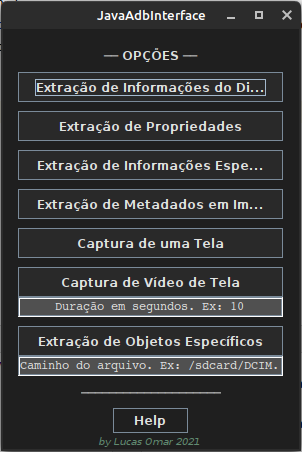 JavaAdbInterface
— OPÇÕES —
Extração de Informações do Di...
Extração de Propriedades
Extração de Informações Espe...
Extração de Metadados em Im...
Captura de uma Tela
Captura de Vídeo de Tela
Duração em segundos. Ex: 10
Extração de Objetos Específicos
Caminho do arquivo. Ex: /sdcard/DCIM.
Help
by Lucas Omar 2021